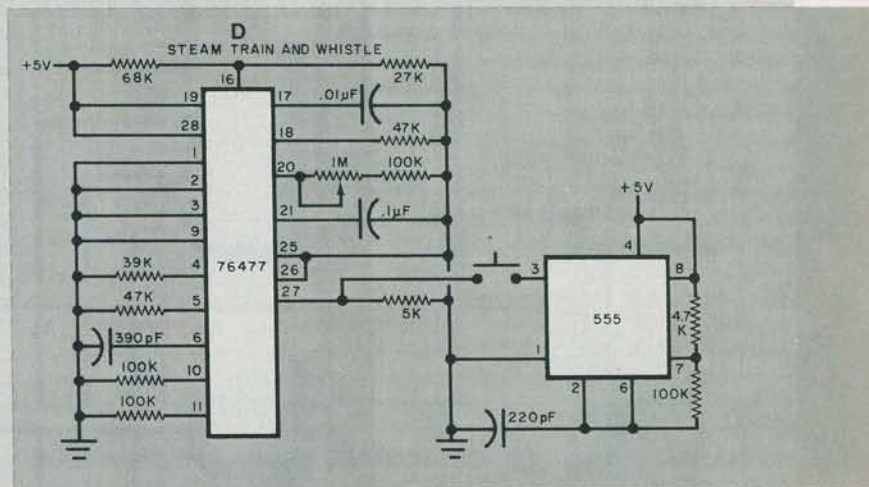 D
STEAM TRAIN AND WHISTLE
+5V
68K
27K
16
19
17
.01µF
28
18
47K
1
20
1M
100K
2
3
21
.1µF
9
25
39K
4
76477
26
47K
5
27
5K
390pF
6
100K
10
100K
11
+5V
4
3
8
555
4.7
K
1
7
2
6
100K
220pF